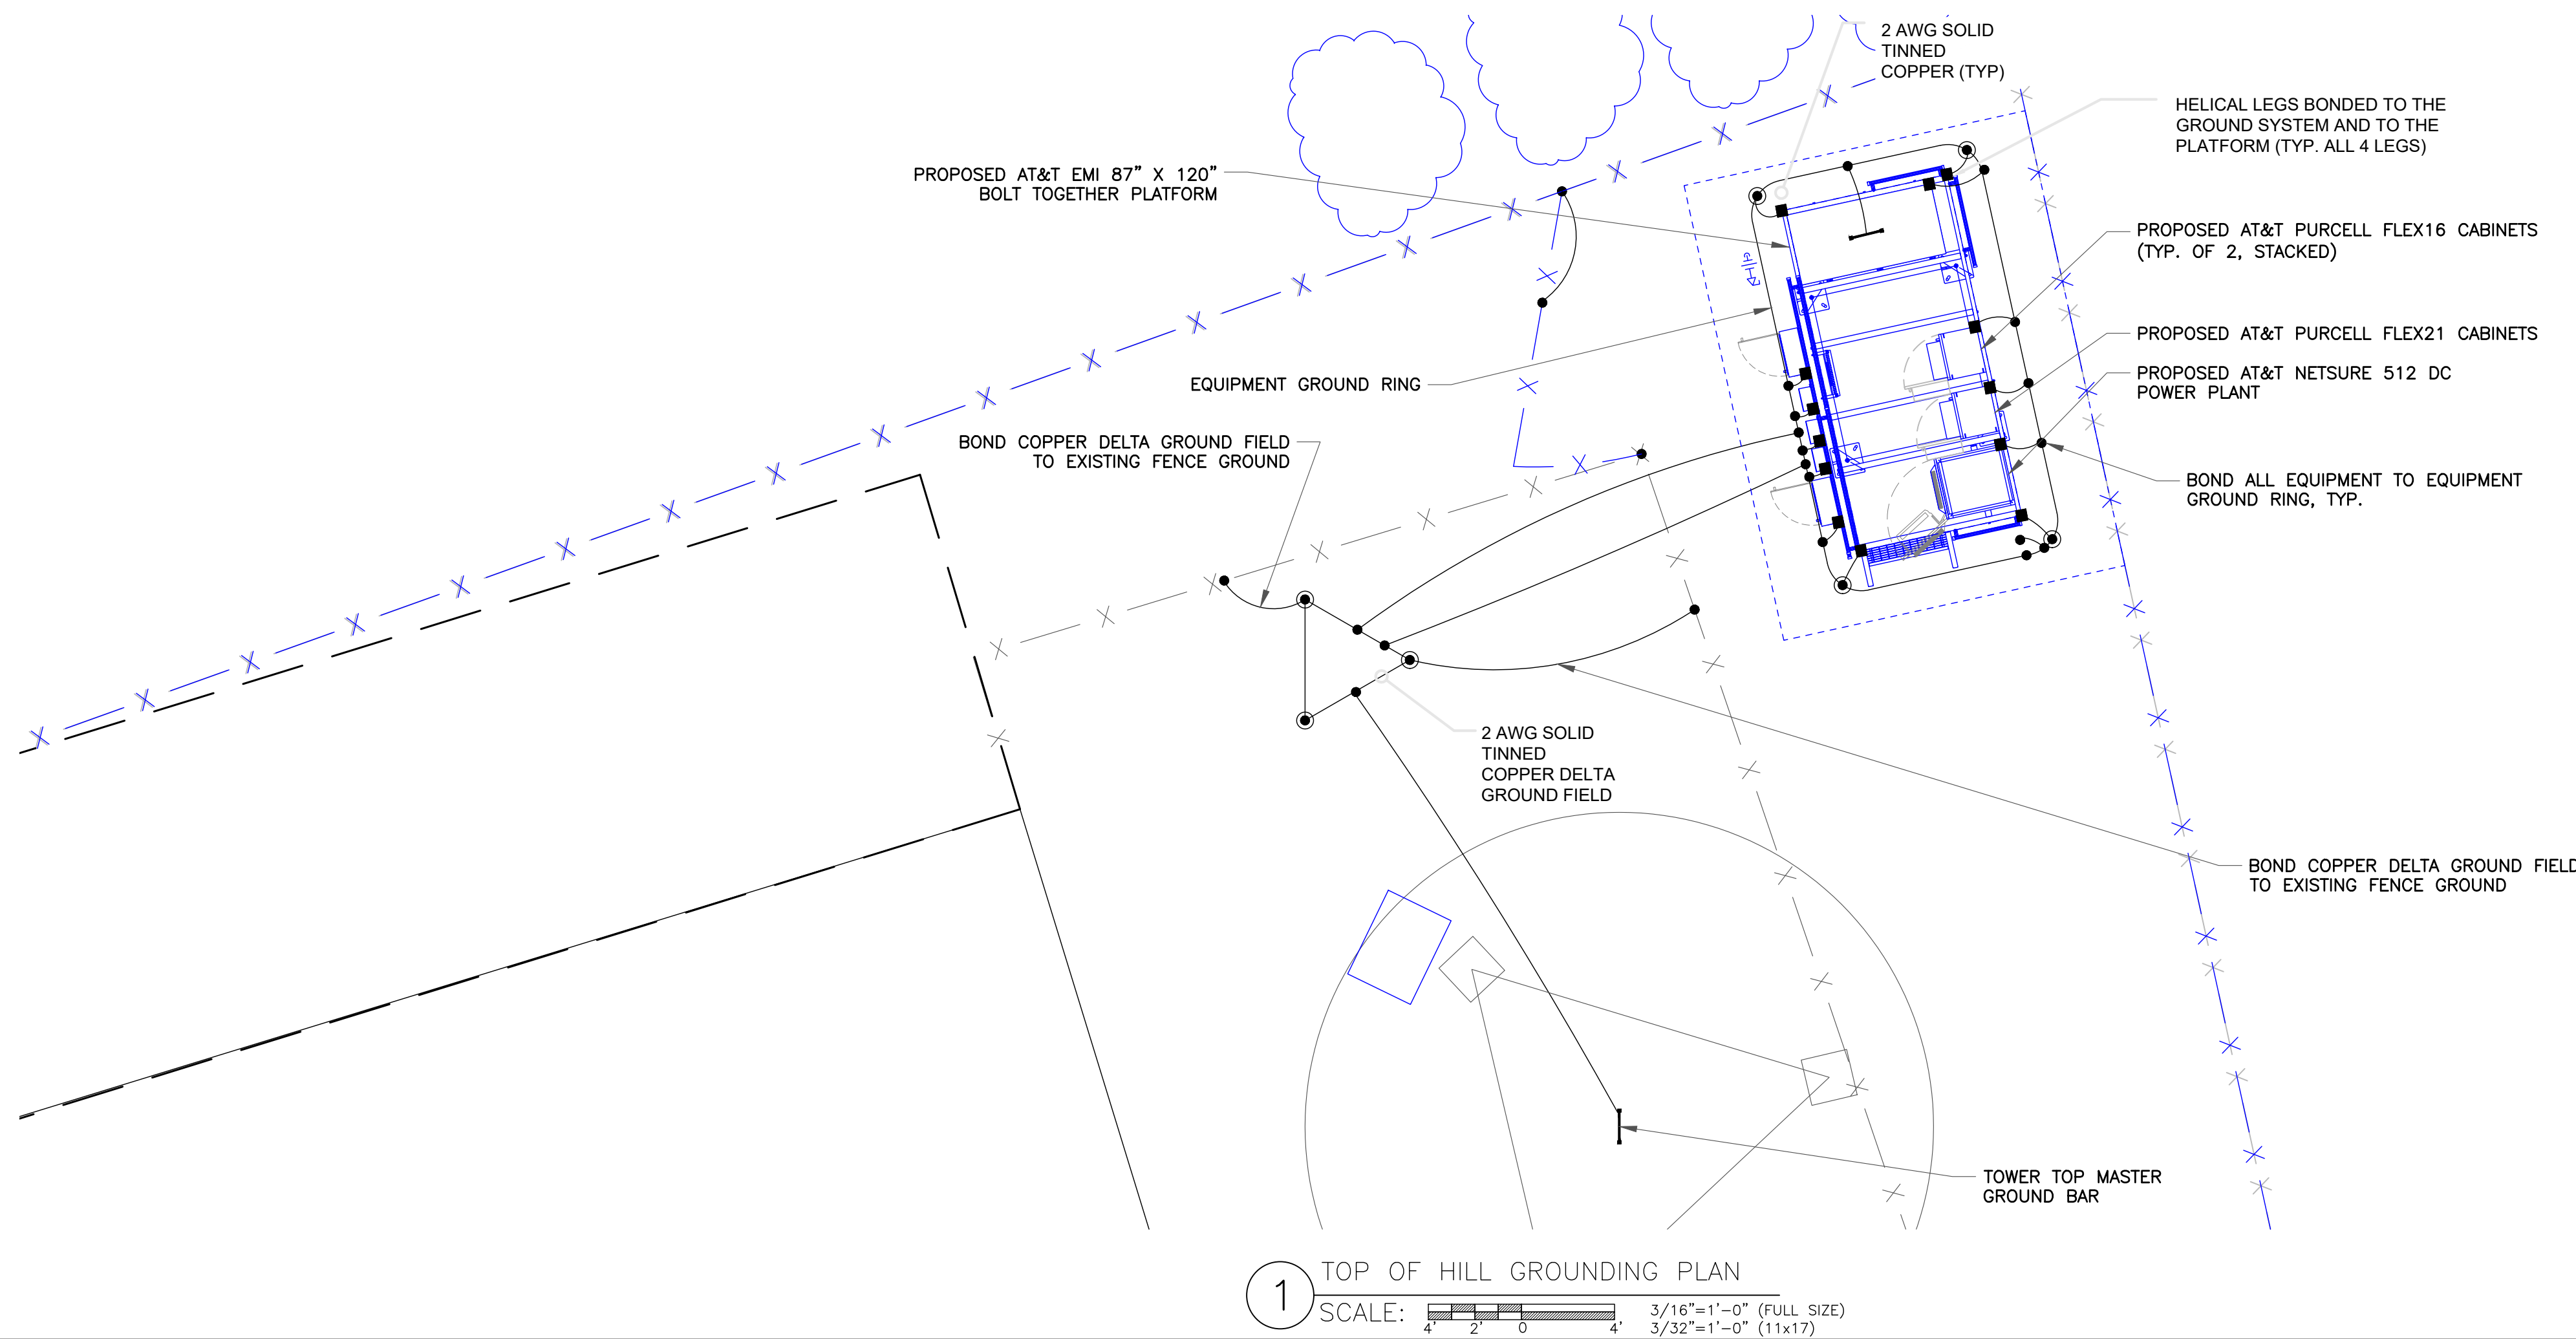 2 AWG SOLID
TINNED
COPPER (TYP)
HELICAL LEGS BONDED TO THE
GROUND SYSTEM AND TO THE
PLATFORM (TYP. ALL 4 LEGS)
PROPOSED AT&T EMI 87" X 120"
BOLT TOGETHER PLATFORM
PROPOSED AT&T PURCELL FLEX16 CABINETS
(TYP. OF 2, STACKED)
PROPOSED AT&T PURCELL FLEX21 CABINETS
EQUIPMENT GROUND RING
PROPOSED AT&T NETSURE 512 DC
POWER PLANT
BOND COPPER DELTA GROUND FIELD
TO EXISTING FENCE GROUND
BOND ALL EQUIPMENT TO EQUIPMENT
GROUND RING, TYP.
2 AWG SOLID
TINNED
COPPER DELTA
GROUND FIELD
BOND COPPER DELTA GROUND FIELD
TO EXISTING FENCE GROUND
TOWER TOP MASTER
GROUND BAR
1
TOP OF HILL GROUNDING PLAN
SCALE:
4' 2' 0 4'
3/16"=1'-0" (FULL SIZE)
3/32"=1'-0" (11x17)